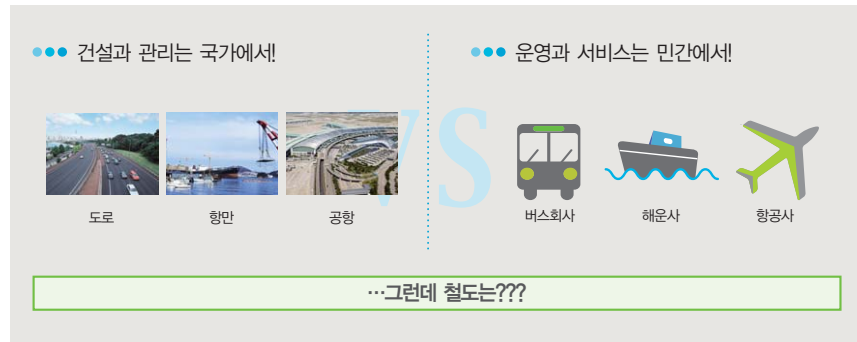 건설과 관리는 국가에서!
도로
항만
공항
VS
운영과 서비스는 민간에서!
버스회사
해운사
항공사
…그런데 철도는???